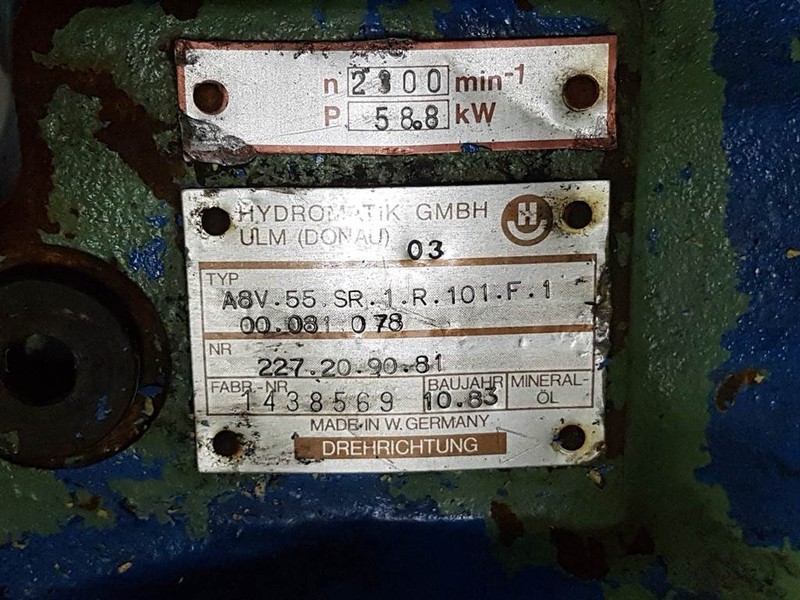 n 2300 min⁻¹
P 58.8 kW
HYDROMATIK GMBH
ULM (DONAU) 03
TYP
A8V.55.SR.1.R.101.F.1
00.081.078
NR
227.20.90.81
FABR.-NR BAUJAHR MINERAL-
1438569 10.83 ÖL
MADE IN W. GERMANY
DREHRICHTUNG